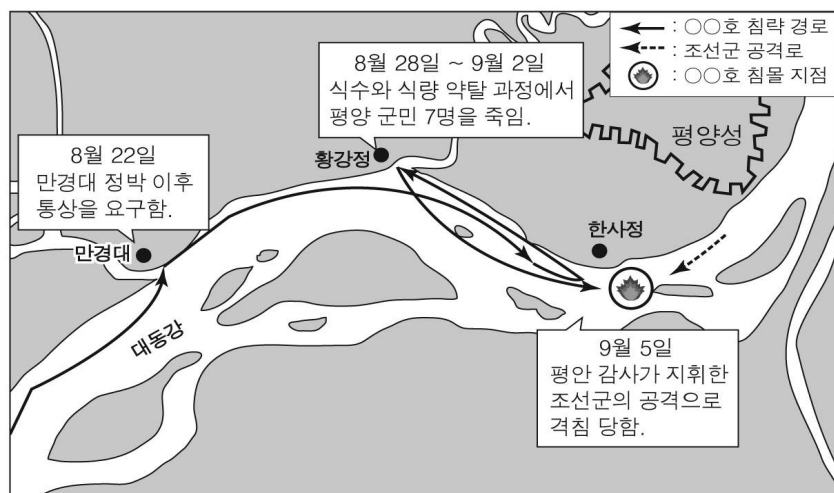 : ○○호 침략 경로
: 조선군 공격로
: ○○호 침몰 지점
8월 28일 ~ 9월 2일
식수와 식량 약탈 과정에서
평양 군민 7명을 죽임.
평양성
황강정
8월 22일
만경대 정박 이후
통상을 요구함.
만경대
한사정
대동강
9월 5일
평안 감사가 지휘한
조선군의 공격으로
격침 당함.